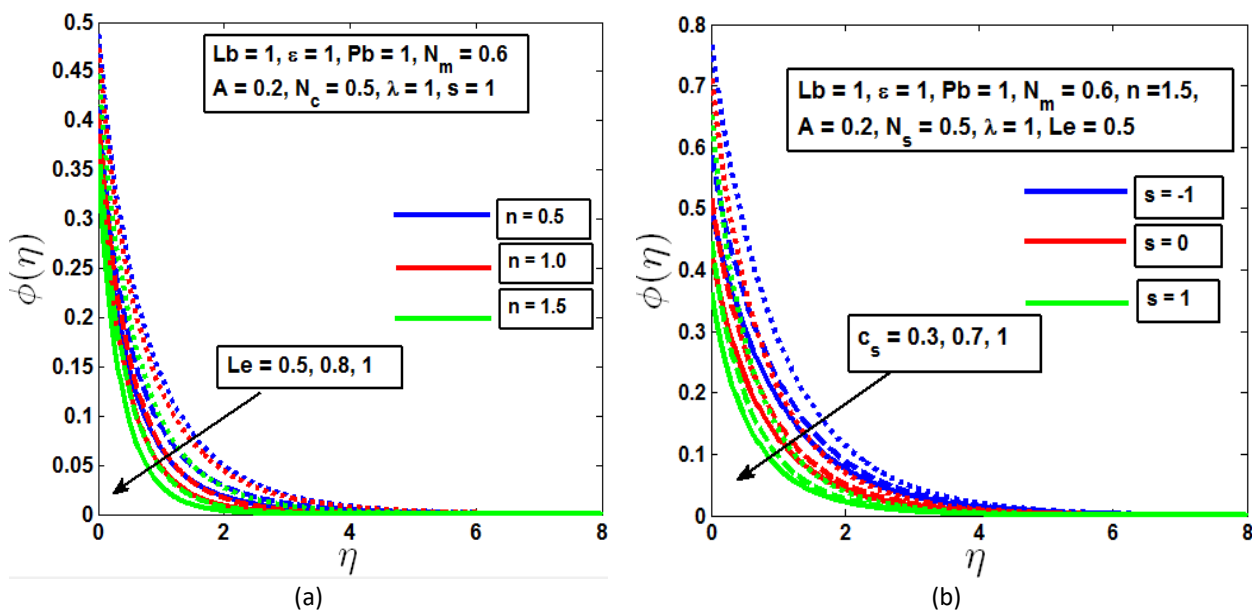 0.5
0.45
0.4
0.35
0.3
0.25
0.2
0.15
0.1
0.05
0
ϕ(η)
Lb = 1, ε = 1, Pb = 1, N_m = 0.6
A = 0.2, N_c = 0.5, λ = 1, s = 1
n = 0.5
n = 1.0
n = 1.5
Le = 0.5, 0.8, 1
0 2 4 6 8
η
(a)
0.8
0.7
0.6
0.5
0.4
0.3
0.2
0.1
0
ϕ(η)
Lb = 1, ε = 1, Pb = 1, N_m = 0.6, n =1.5,
A = 0.2, N_s = 0.5, λ = 1, Le = 0.5
s = -1
s = 0
s = 1
c_s = 0.3, 0.7, 1
0 2 4 6 8
η
(b)